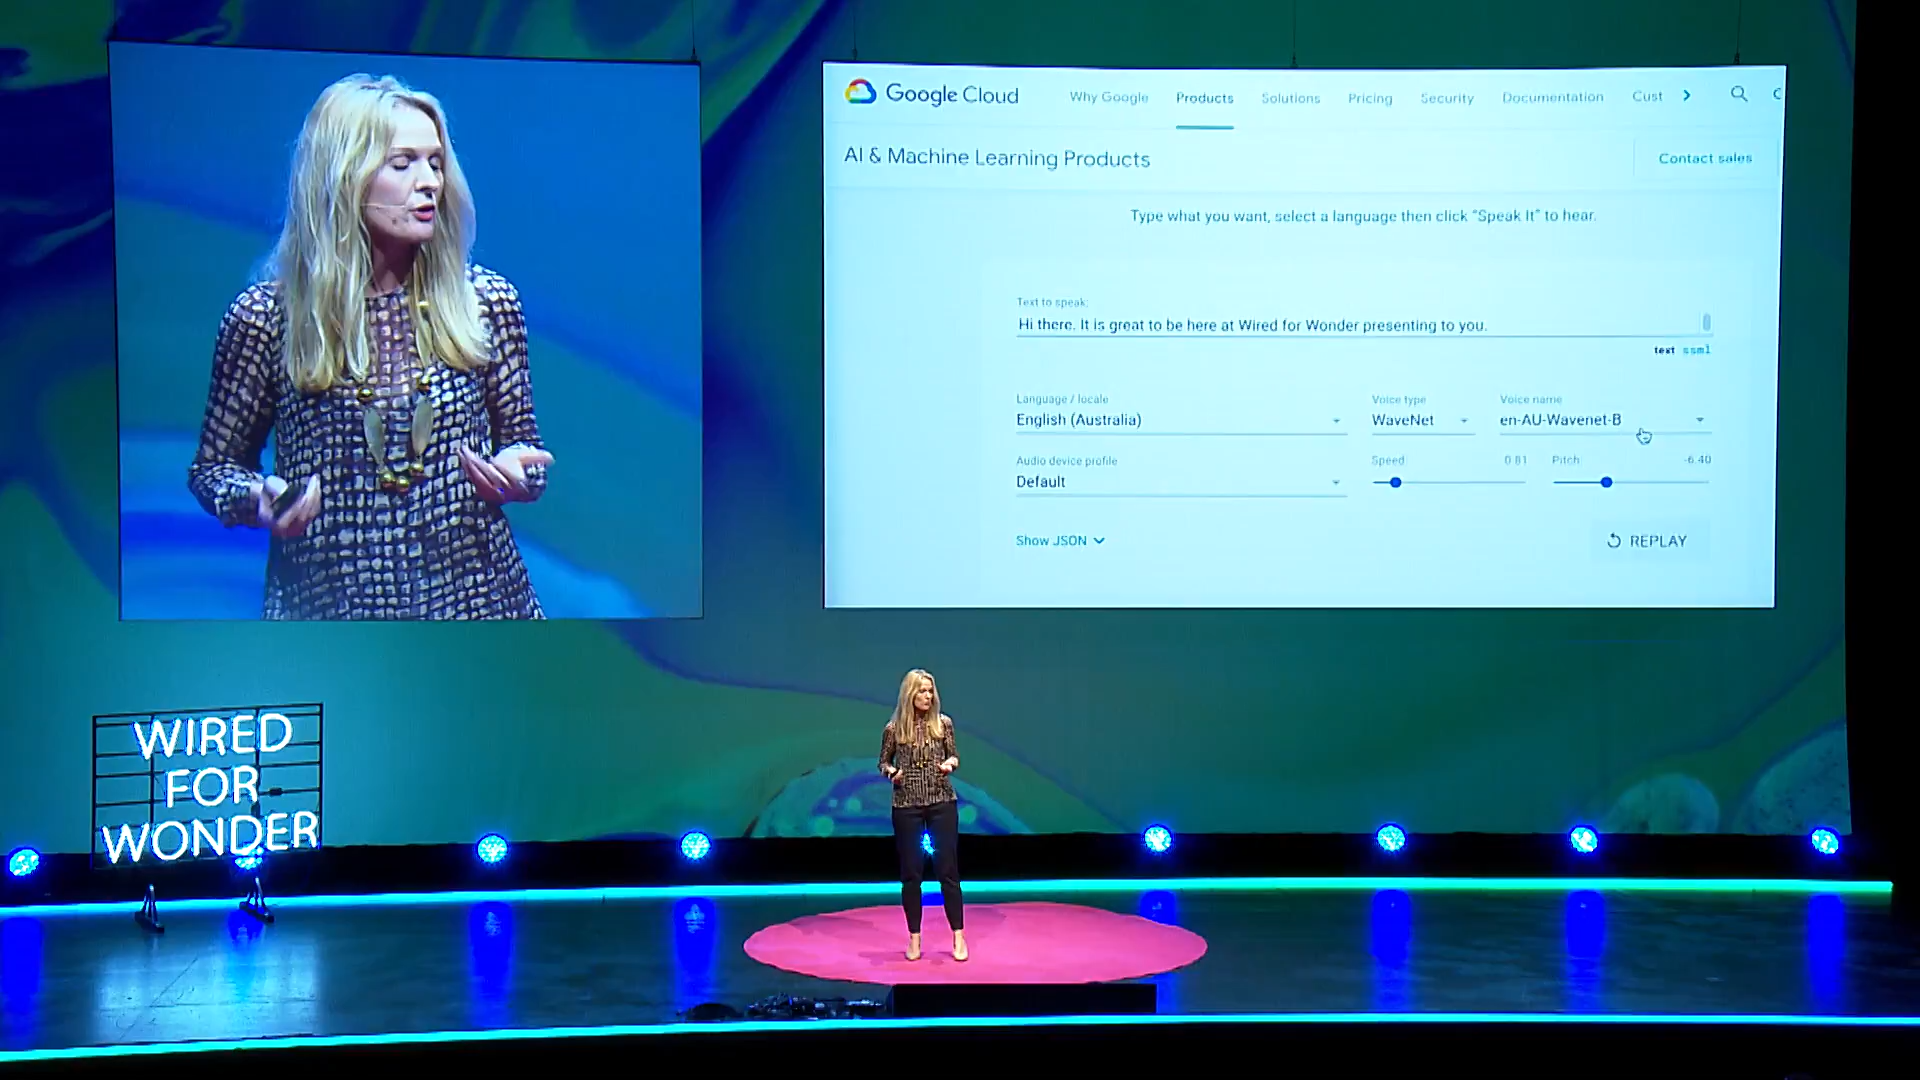 Google Cloud
Why Google
Products
Solutions
Pricing
Security
Documentation
Cust
AI & Machine Learning Products
Contact sales
Type what you want, select a language then click “Speak It” to hear.
Text to speak:
Hi there. It is great to be here at Wired for Wonder presenting to you.
text ssml
Language / locale
English (Australia)
Voice type
WaveNet
Voice name
en-AU-Wavenet-B
Audio device profile
Default
Speed 0.81
Pitch -6.40
Show JSON
REPLAY
WIRED
FOR
WONDER